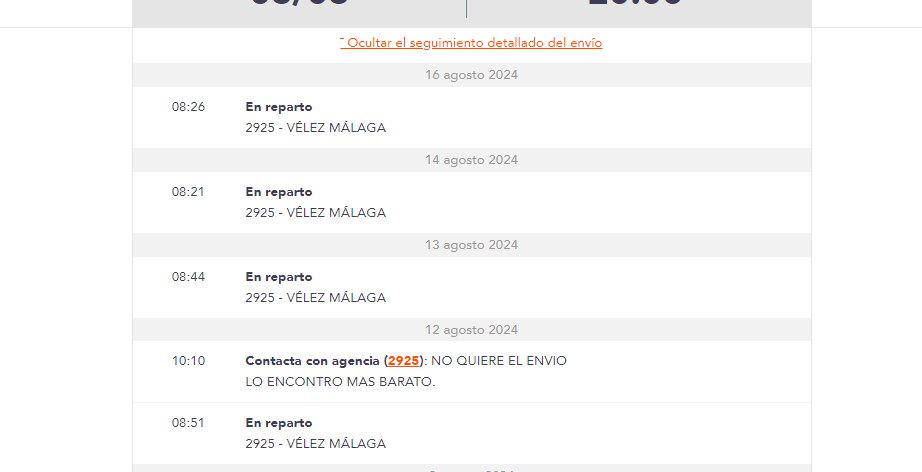 ˉ Ocultar el seguimiento detallado del envío
16 agosto 2024
08:26 En reparto
2925 - VÉLEZ MÁLAGA
14 agosto 2024
08:21 En reparto
2925 - VÉLEZ MÁLAGA
13 agosto 2024
08:44 En reparto
2925 - VÉLEZ MÁLAGA
12 agosto 2024
10:10 Contacta con agencia (2925): NO QUIERE EL ENVIO
LO ENCONTRO MAS BARATO.
08:51 En reparto
2925 - VÉLEZ MÁLAGA